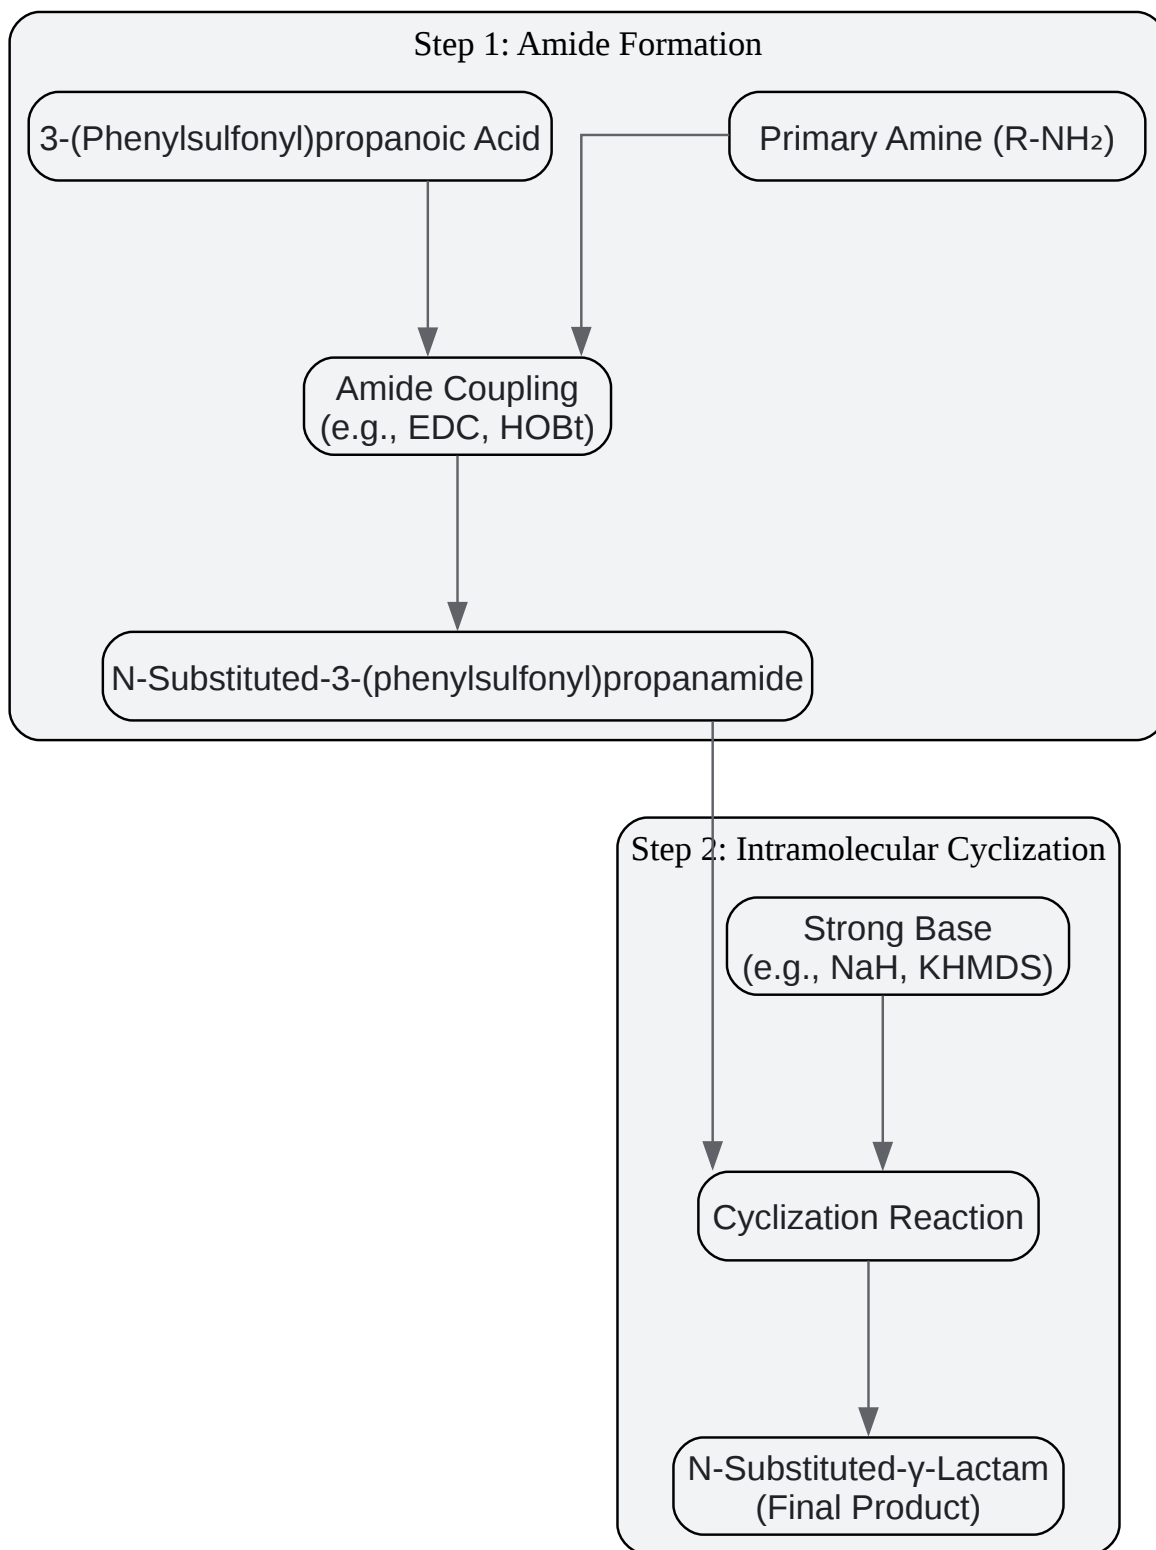 Step 1: Amide Formation
3-(Phenylsulfonyl)propanoic Acid
Primary Amine (R-NH₂)
Amide Coupling
(e.g., EDC, HOBt)
N-Substituted-3-(phenylsulfonyl)propanamide
Step 2: Intramolecular Cyclization
Strong Base
(e.g., NaH, KHMDS)
Cyclization Reaction
N-Substituted-γ-Lactam
(Final Product)